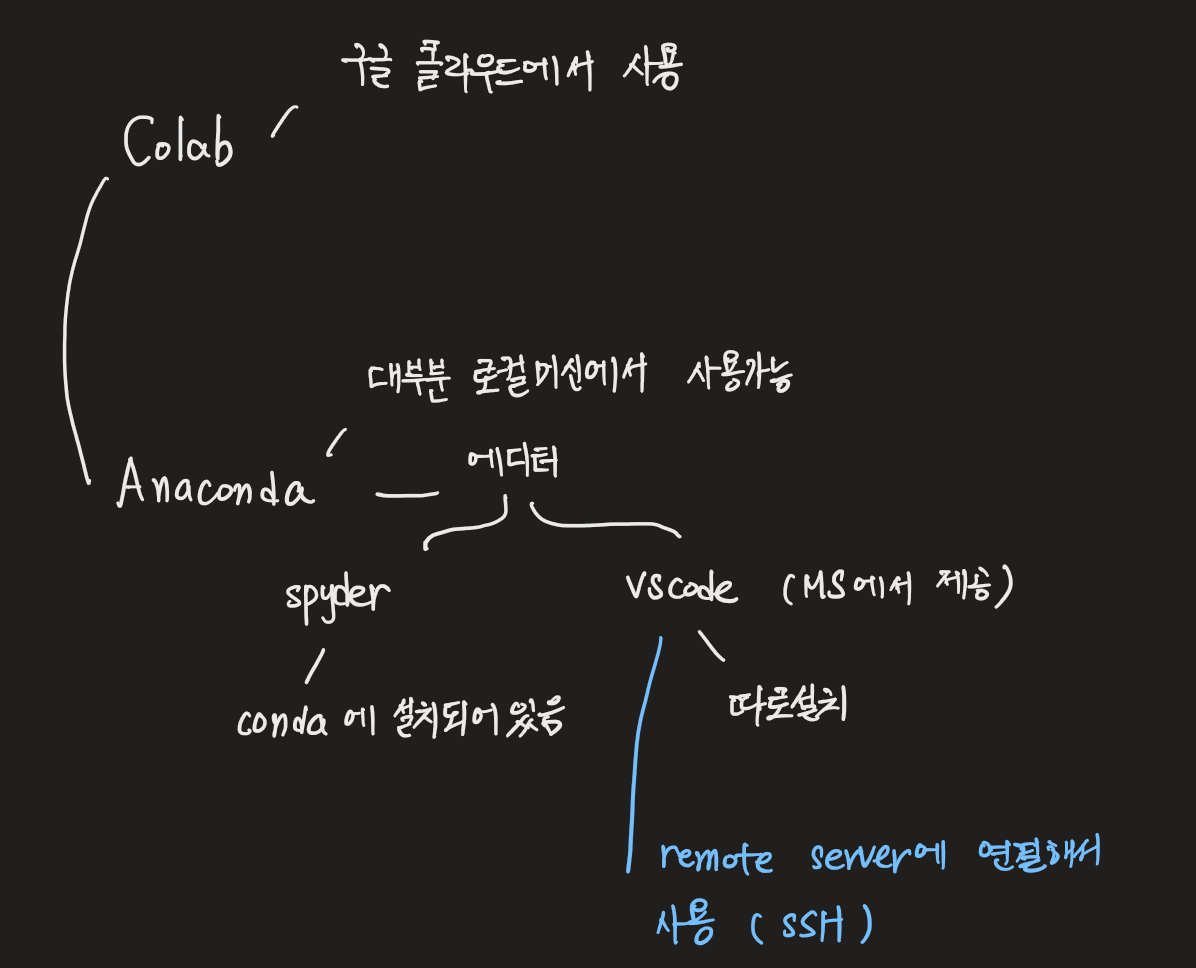 구글 클라우드에서 사용
Colab
대부분 로컬머신에서 사용가능
에디터
Anaconda
spyder
vscode (MS에서 제공)
conda에 설치되어있음
따로설치
remote server에 연결해서
사용 (SSH)